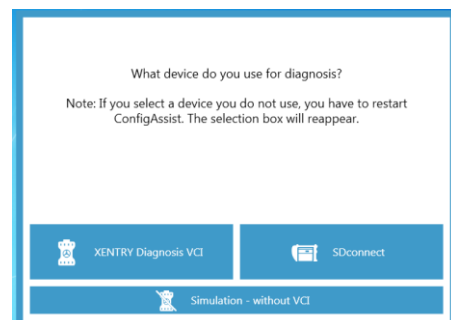 What device do you use for diagnosis?
Note: If you select a device you do not use, you have to restart
ConfigAssist. The selection box will reappear.
XENTRY Diagnosis VCI
SDconnect
Simulation - without VCI